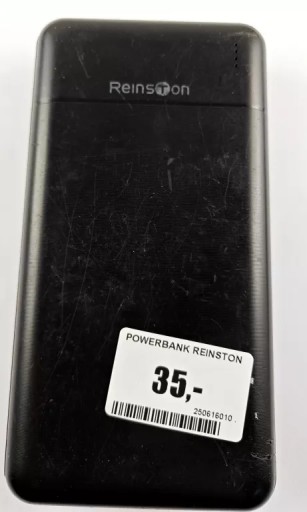 Reinston
POWERBANK REINSTON
35,-
250616010